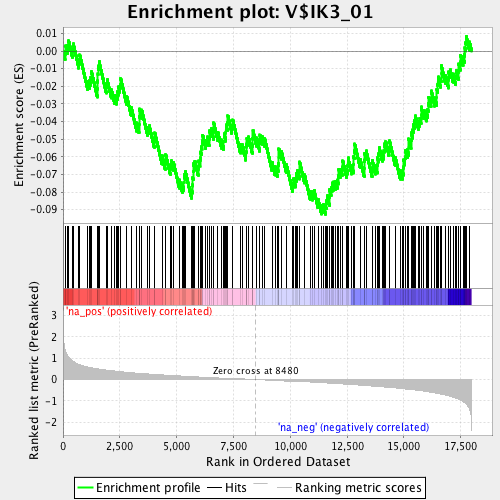 Enrichment plot: V$IK3_01
Enrichment score (ES)
0.01
0.00
-0.01
-0.02
-0.03
-0.04
-0.05
-0.06
-0.07
-0.08
-0.09
'na_pos' (positively correlated)
Ranked list metric (PreRanked)
3
2
1
0
-1
-2
Zero cross at 8480
'na_neg' (negatively correlated)
0
2,500
5,000
7,500
10,000
12,500
15,000
17,500
Rank in Ordered Dataset
Enrichment profile
Hits
Ranking metric scores